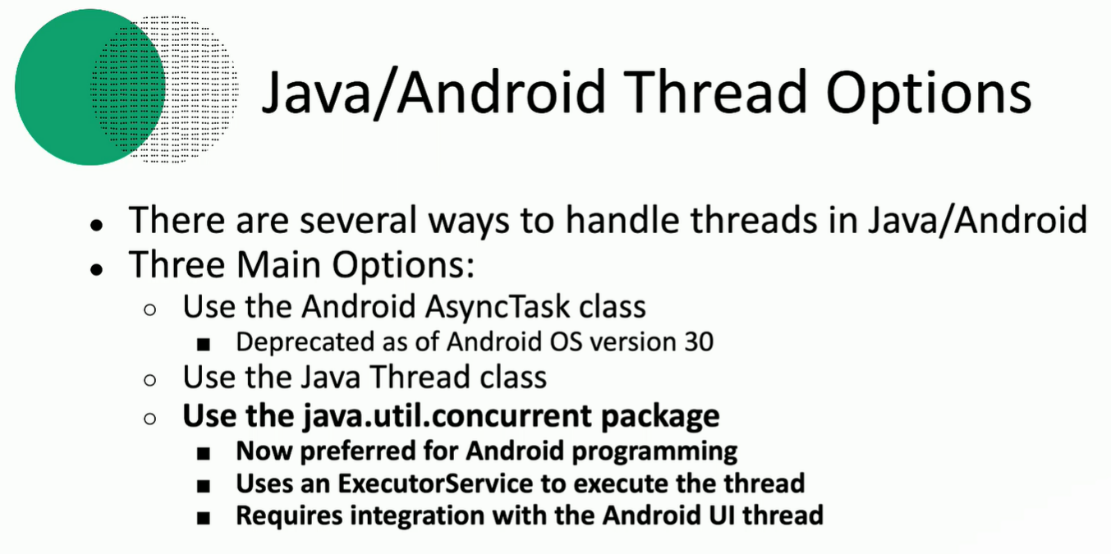 Java/Android Thread Options
● There are several ways to handle threads in Java/Android
● Three Main Options:
○ Use the Android AsyncTask class
■ Deprecated as of Android OS version 30
○ Use the Java Thread class
○ Use the java.util.concurrent package
■ Now preferred for Android programming
■ Uses an ExecutorService to execute the thread
■ Requires integration with the Android UI thread